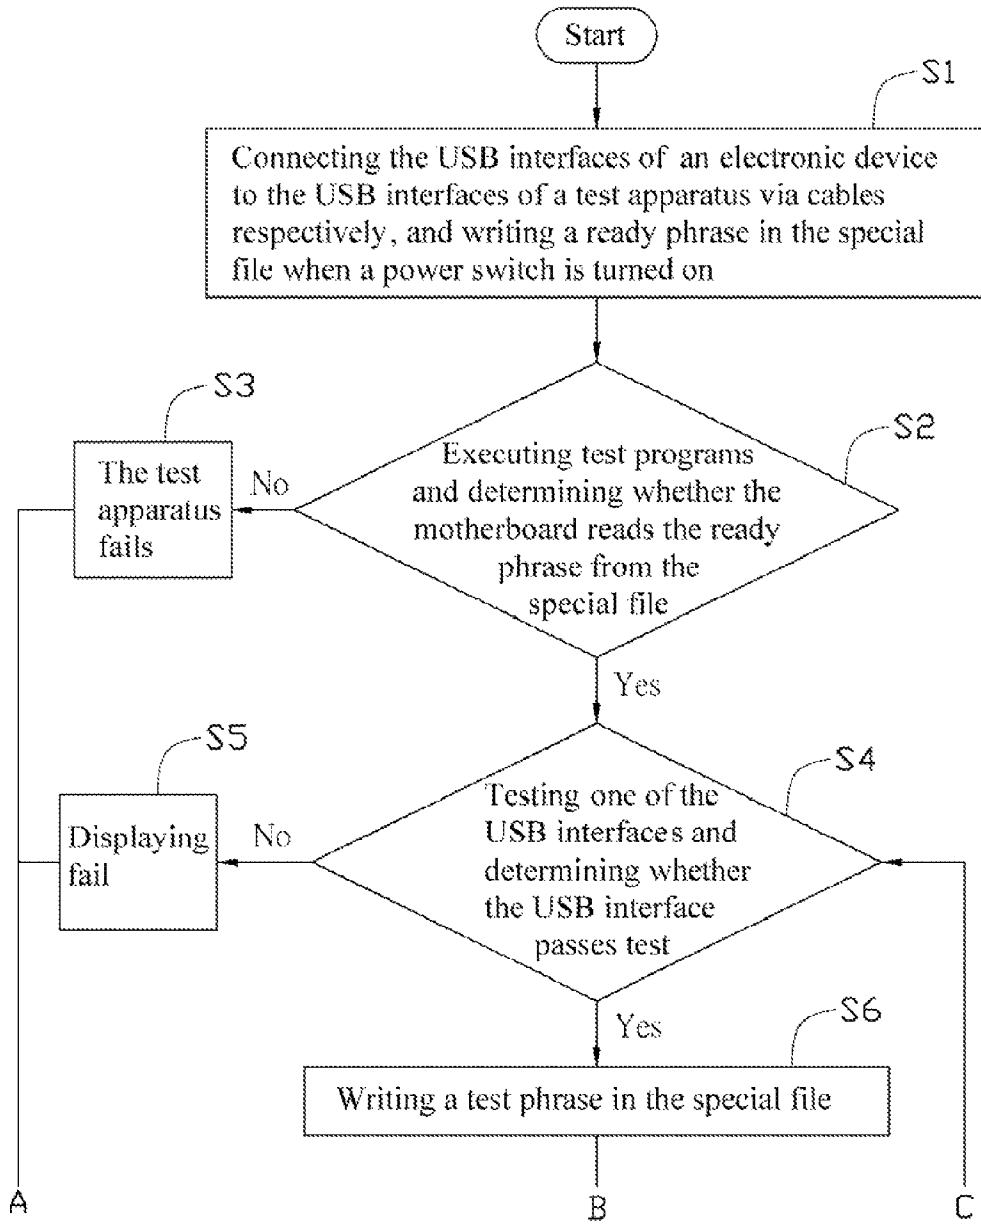 Start
S1
Connecting the USB interfaces of an electronic device
to the USB interfaces of a test apparatus via cables
respectively, and writing a ready phrase in the special
file when a power switch is turned on
S3
S2
The test
apparatus
fails
No
Executing test programs
and determining whether the
motherboard reads the ready
phrase from the
special file
Yes
S5
S4
Displaying
fail
No
Testing one of the
USB interfaces and
determining whether
the USB interface
passes test
Yes
S6
Writing a test phrase in the special file
A
B
C